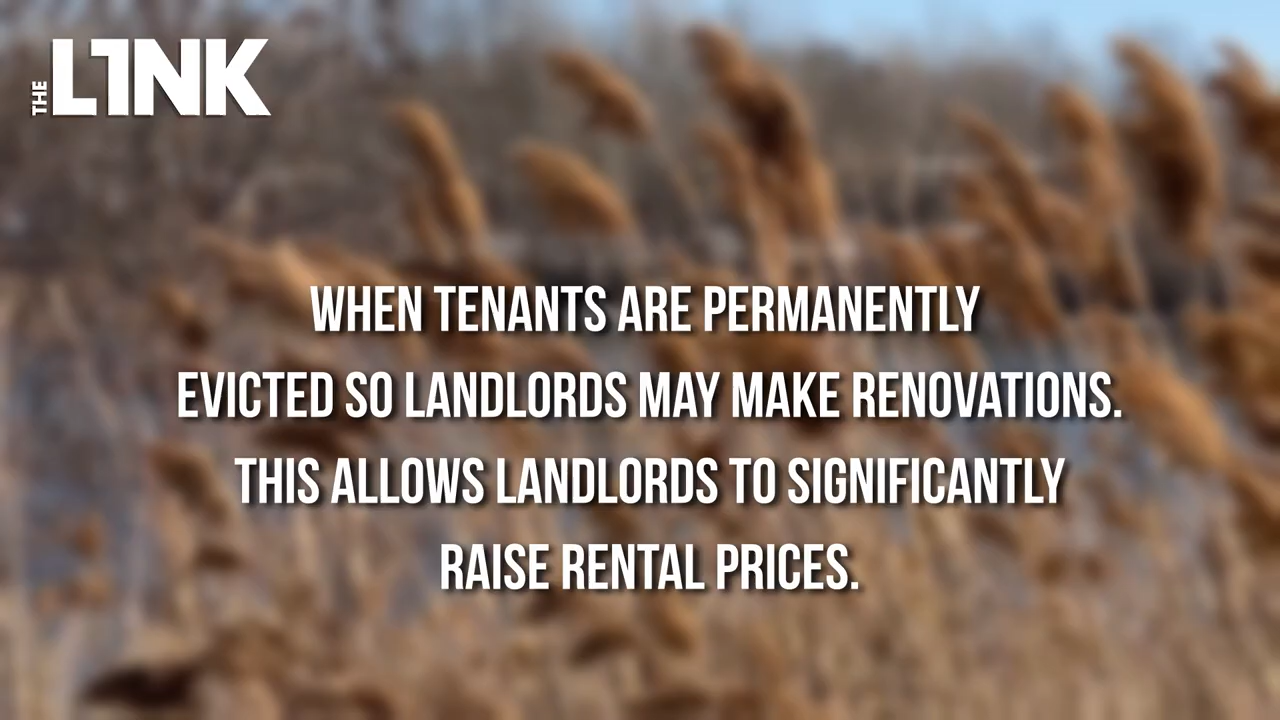 THE L1NK
WHEN TENANTS ARE PERMANENTLY
EVICTED SO LANDLORDS MAY MAKE RENOVATIONS.
THIS ALLOWS LANDLORDS TO SIGNIFICANTLY
RAISE RENTAL PRICES.